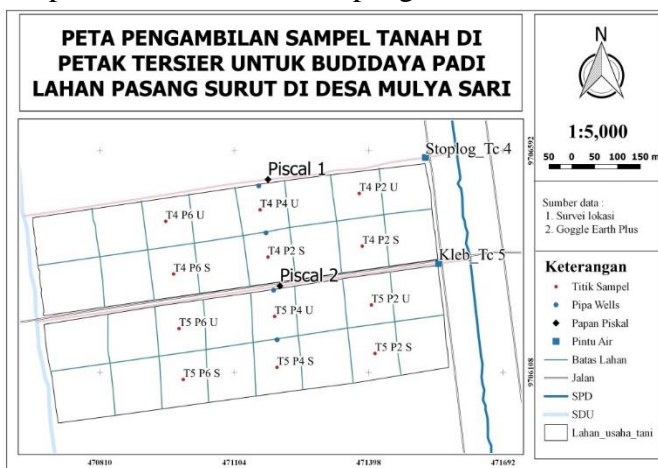 PETA PENGAMBILAN SAMPEL TANAH DI
PETAK TERSIER UNTUK BUDIDAYA PADI
LAHAN PASANG SURUT DI DESA MULYA SARI
N
1:5,000
50 0 50 100 150 m
Sumber data :
1. Survei lokasi
2. Goggle Earth Plus
Keterangan
Titik Sampel
Pipa Wells
Papan Piskal
Pintu Air
Batas Lahan
Jalan
SPD
SDU
Lahan_usaha_tani
Stoplog_Tc 4
Piscal 1
T4 P2 U
T4 P4 U
T4 P6 U
T4 P2 S
T4 P2 S
T4 P6 S
Kleb_Tc 5
Piscal 2
T5 P2 U
T5 P4 U
T5 P6 U
T5 P2 S
T5 P4 S
T5 P6 S
9706592
9706108
470810 471104 471398 471692